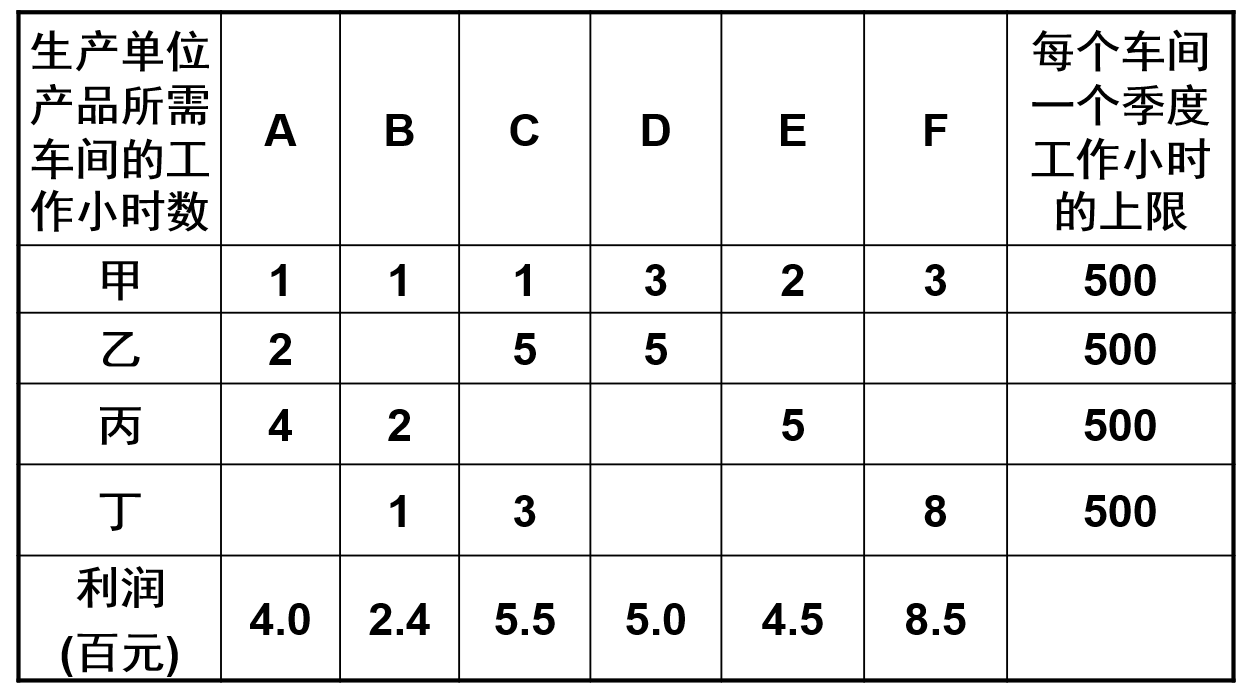 生产单位
产品所需
车间的工
作小时数
A B C D E F
每个车间
一个季度
工作小时
的上限
甲 1 1 1 3 2 3 500
乙 2 5 5 500
丙 4 2 5 500
丁 1 3 8 500
利润
(百元)
4.0 2.4 5.5 5.0 4.5 8.5